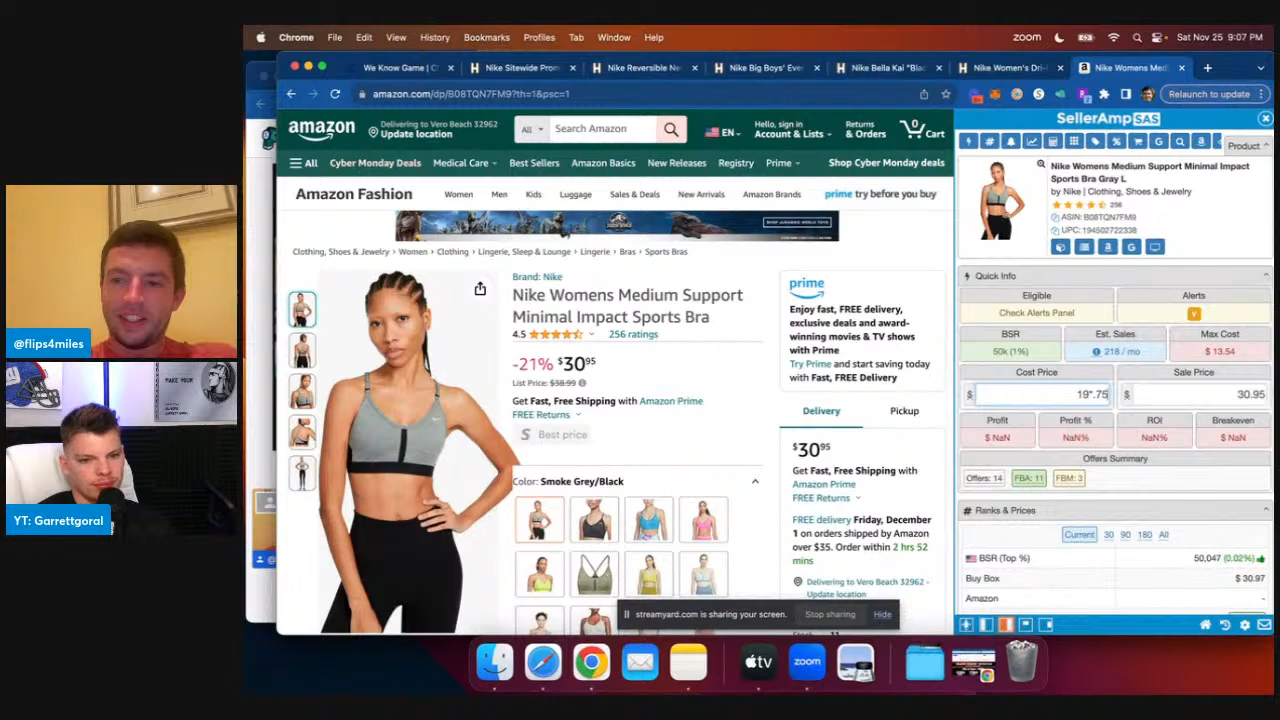 Chrome File Edit View History Bookmarks Profiles Tab Window Help
zoom Sat Nov 25 9:07 PM
We Know Game | C
Nike Sitewide Prom
Nike Reversible Ne
Nike Big Boys' Ever
Nike Bella Kai "Blac
Nike Women's Dri-
Nike Womens Med
amazon.com/dp/B08TQN7FM9?th=1&psc=1
Relaunch to update
amazon
Delivering to Vero Beach 32962
Update location
All
Search Amazon
EN
Hello, sign in
Account & Lists
Returns
& Orders
0
Cart
All Cyber Monday Deals Medical Care Best Sellers Amazon Basics New Releases Registry Prime Shop Cyber Monday deals
Amazon Fashion Women Men Kids Luggage Sales & Deals New Arrivals Amazon Brands prime try before you buy
SHOP JURASSIC WORLD TOYS
Clothing, Shoes & Jewelry › Women › Clothing › Lingerie, Sleep & Lounge › Lingerie › Bras › Sports Bras
Brand: Nike
Nike Womens Medium Support
Minimal Impact Sports Bra
4.5 256 ratings
-21% $30 95
List Price: $38.99
Get Fast, Free Shipping with Amazon Prime
FREE Returns
S Best price
Color: Smoke Grey/Black
prime
Enjoy fast, FREE delivery,
exclusive deals and award-
winning movies & TV shows
with Prime
Try Prime and start saving today
with Fast, FREE Delivery
Delivery Pickup
$30 95
Get Fast, Free Shipping with
Amazon Prime
FREE Returns
FREE delivery Friday, December
1 on orders shipped by Amazon
over $35. Order within 2 hrs 52
mins
Delivering to Vero Beach 32962 -
Update location
streamyard.com is sharing your screen.
Stop sharing
Hide
SellerAmp SAS
Product
Nike Womens Medium Support Minimal Impact
Sports Bra Gray L
by Nike | Clothing, Shoes & Jewelry
256
ASIN: B08TQN7FM9
UPC: 194502722338
Quick Info
Eligible Alerts
Check Alerts Panel V
BSR Est. Sales Max Cost
50k (1%) 218 / mo $ 13.54
Cost Price Sale Price
$ 19*.75 $ 30.95
Profit Profit % ROI Breakeven
$ NaN NaN% NaN% $ NaN
Offers Summary
Offers: 14 FBA: 11 FBM: 3
Ranks & Prices
Current 30 90 180 All
BSR (Top %) 50,047 (0.02%)
Buy Box $ 30.97
Amazon -
@flips4miles
MAKE YOUR
YT: Garrettgoral
tv
zoom